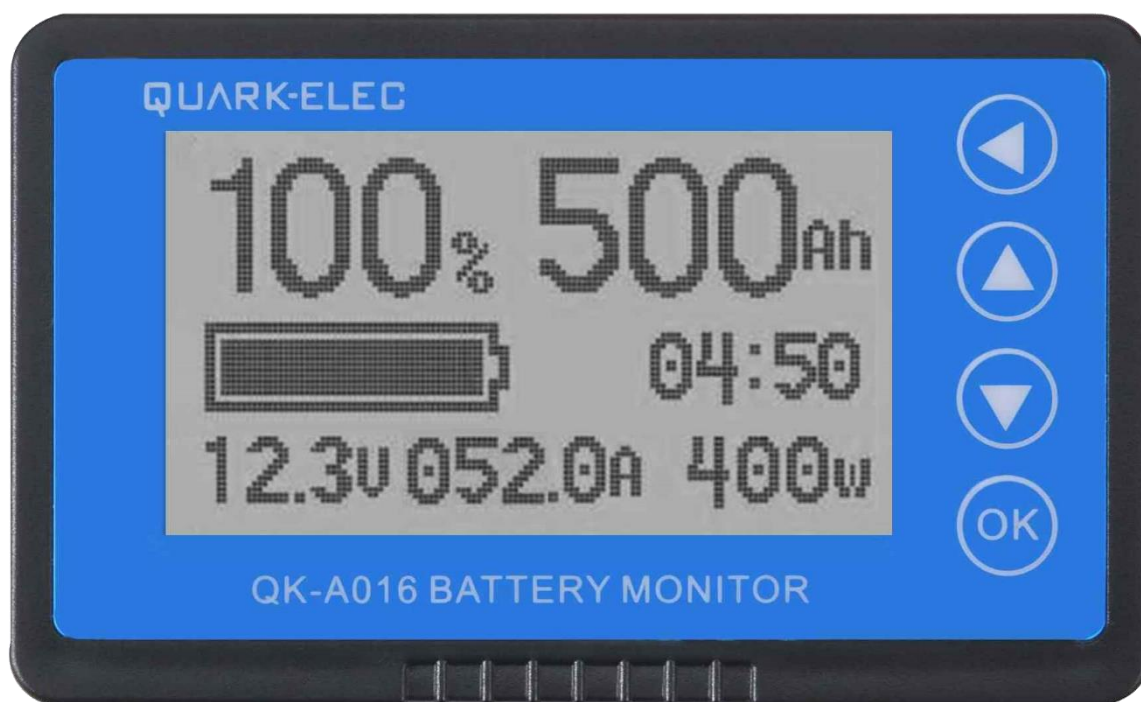 QUARK-ELEC
100% 500Ah
04:50
12.3V 052.0A 400w
OK
QK-A016 BATTERY MONITOR